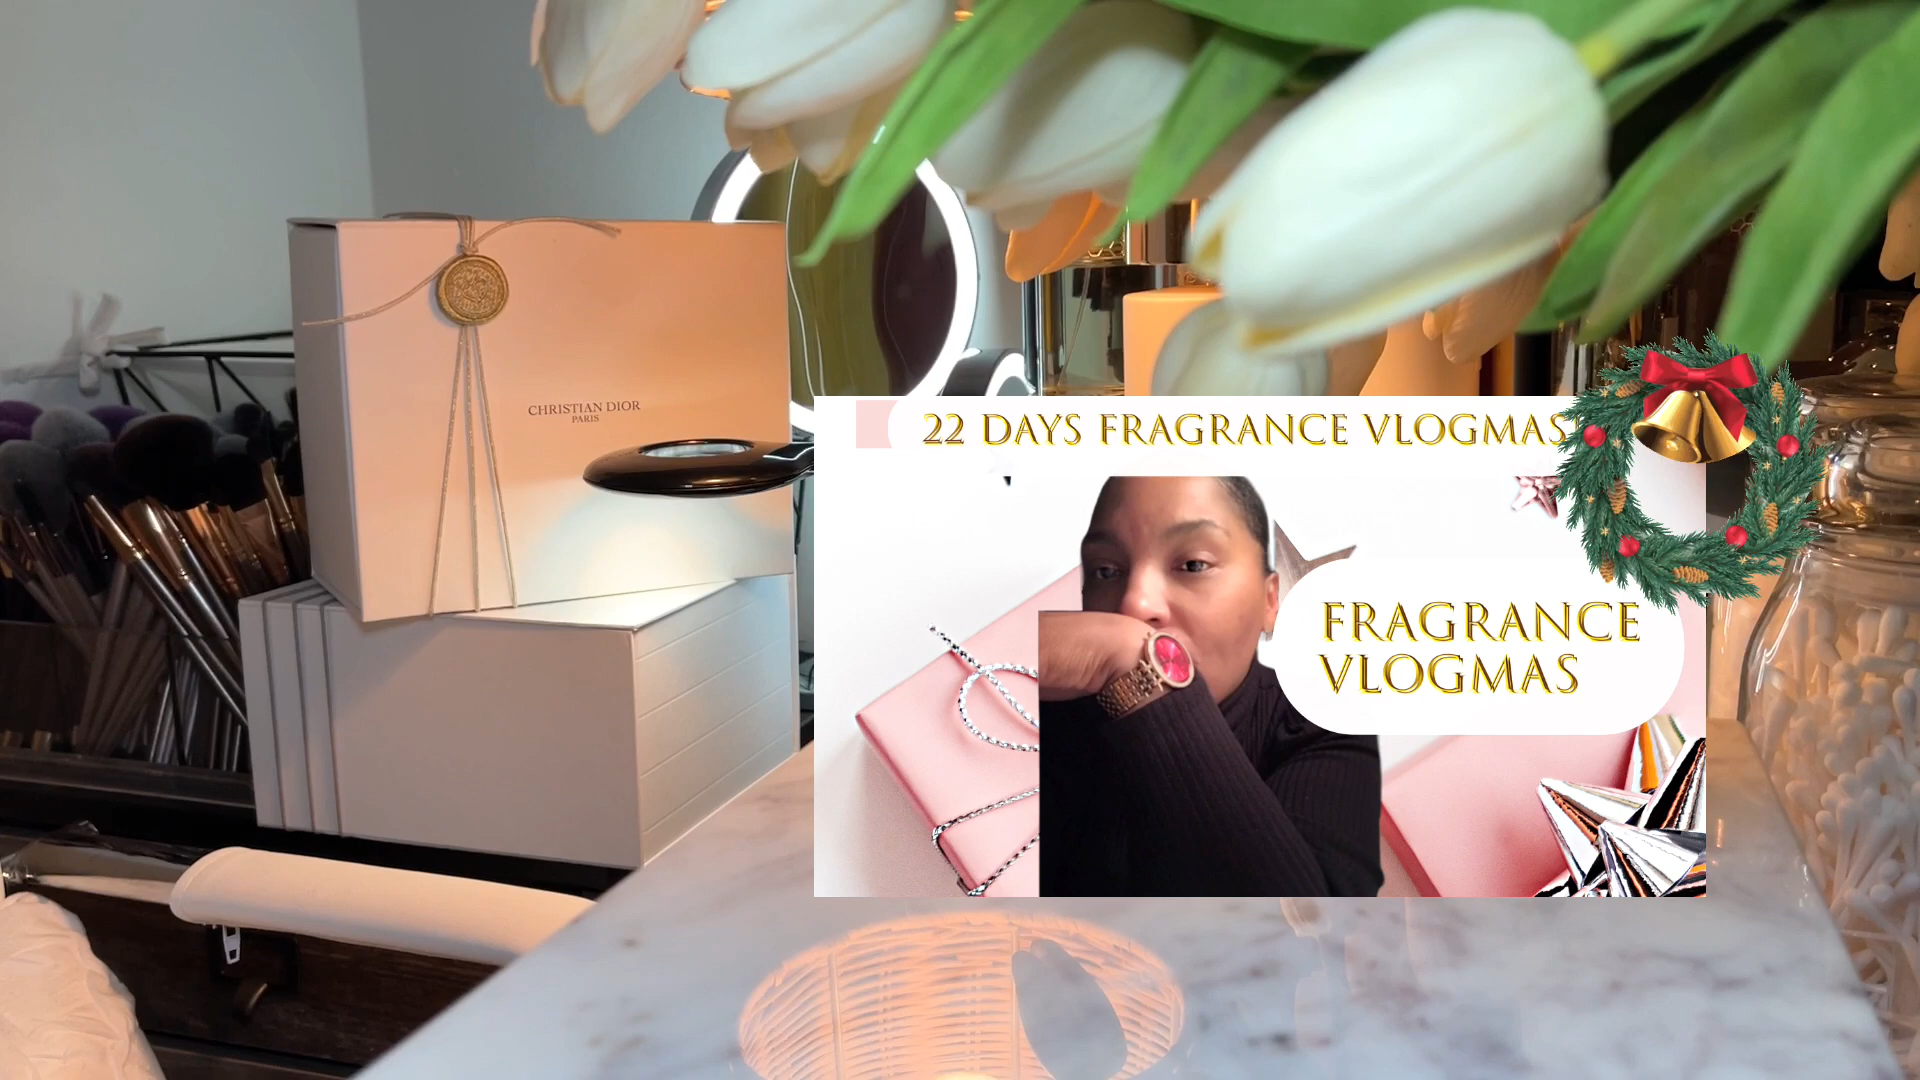 CHRISTIAN DIOR
PARIS
22 DAYS FRAGRANCE VLOGMAS
FRAGRANCE
VLOGMAS